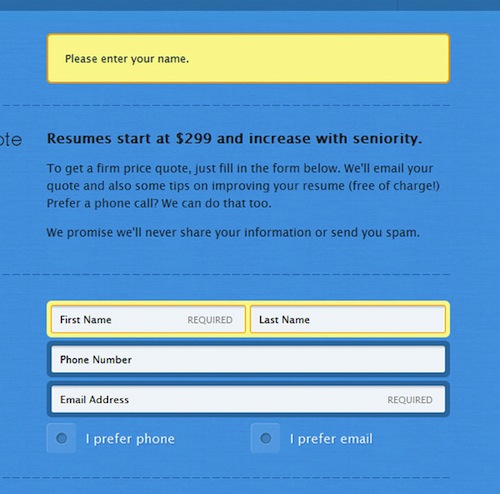 Please enter your name.
Resumes start at $299 and increase with seniority.
To get a firm price quote, just fill in the form below. We'll email your
quote and also some tips on improving your resume (free of charge!)
Prefer a phone call? We can do that too.
We promise we'll never share your information or send you spam.
First Name REQUIRED Last Name
Phone Number
Email Address REQUIRED
I prefer phone I prefer email